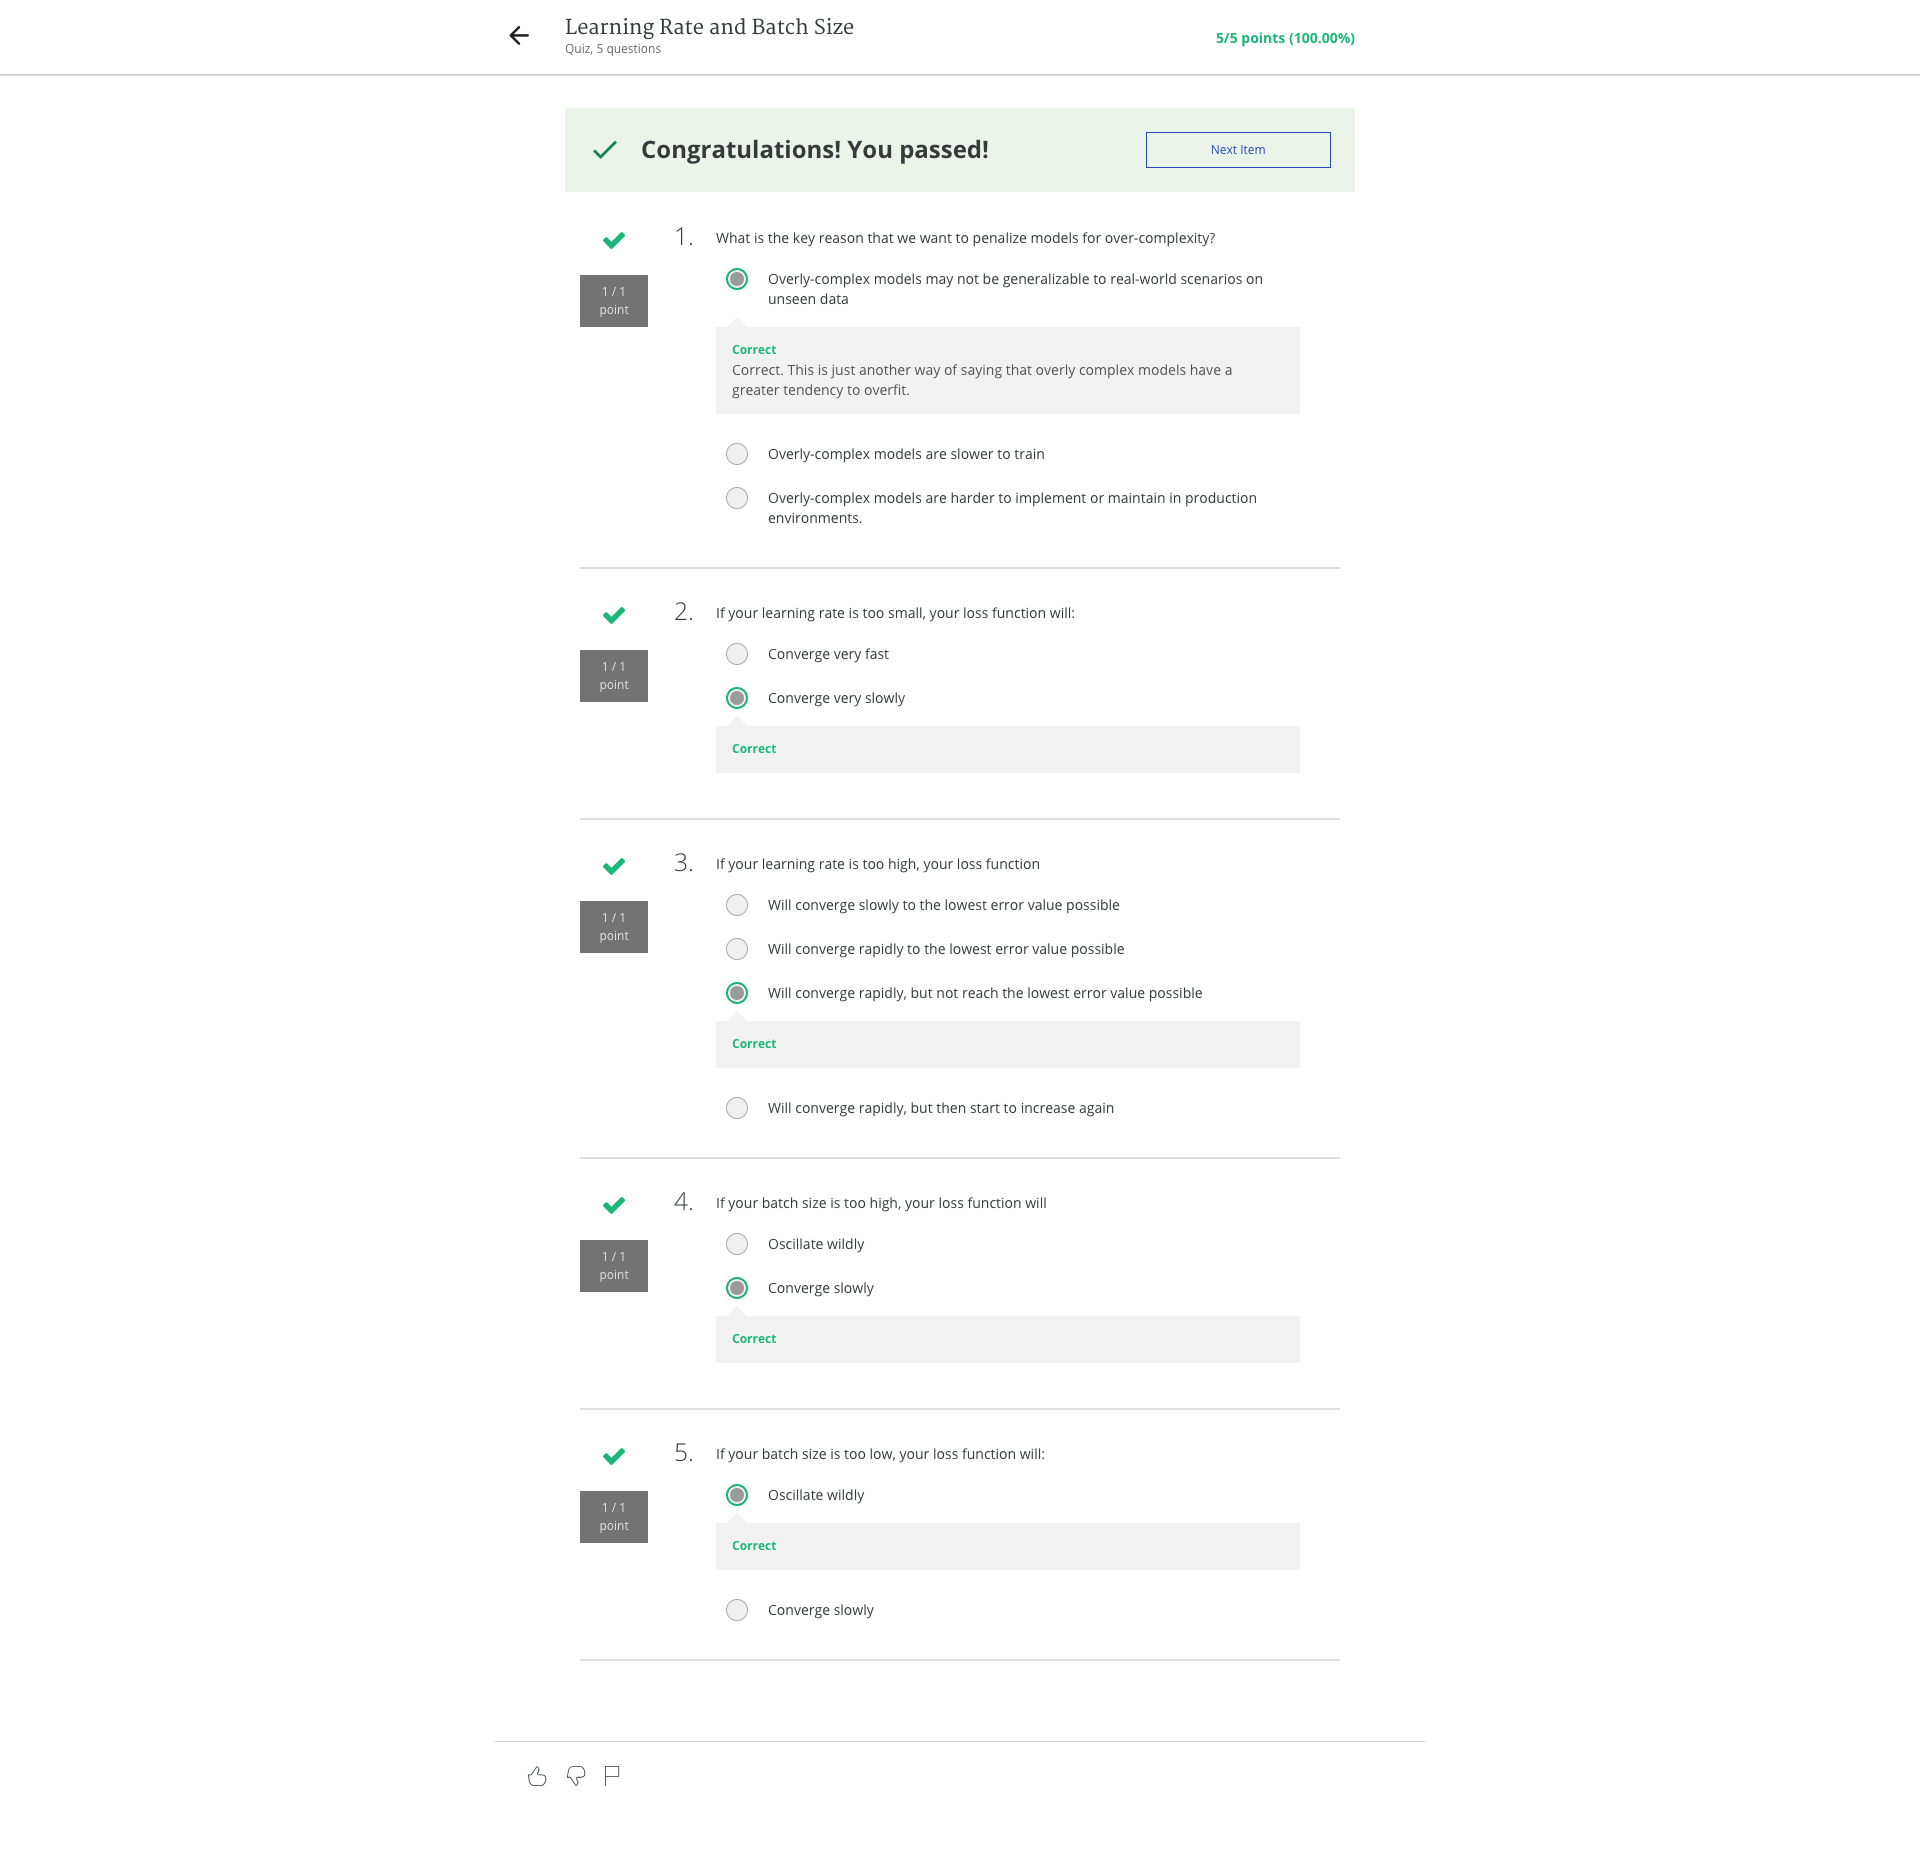 Learning Rate and Batch Size
Quiz, 5 questions
5/5 points (100.00%)
Congratulations! You passed!
Next Item
1 / 1
point
1.
What is the key reason that we want to penalize models for over-complexity?
Overly-complex models may not be generalizable to real-world scenarios on
unseen data
Correct
Correct. This is just another way of saying that overly complex models have a
greater tendency to overfit.
Overly-complex models are slower to train
Overly-complex models are harder to implement or maintain in production
environments.
1 / 1
point
2.
If your learning rate is too small, your loss function will:
Converge very fast
Converge very slowly
Correct
1 / 1
point
3.
If your learning rate is too high, your loss function
Will converge slowly to the lowest error value possible
Will converge rapidly to the lowest error value possible
Will converge rapidly, but not reach the lowest error value possible
Correct
Will converge rapidly, but then start to increase again
1 / 1
point
4.
If your batch size is too high, your loss function will
Oscillate wildly
Converge slowly
Correct
1 / 1
point
5.
If your batch size is too low, your loss function will:
Oscillate wildly
Correct
Converge slowly